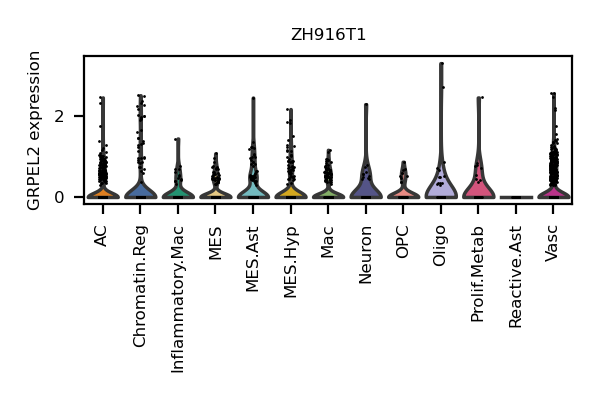 ZH916T1
GRPEL2 expression
2
0
AC
Chromatin.Reg
Inflammatory.Mac
MES
MES.Ast
MES.Hyp
Mac
Neuron
OPC
Oligo
Prolif.Metab
Reactive.Ast
Vasc